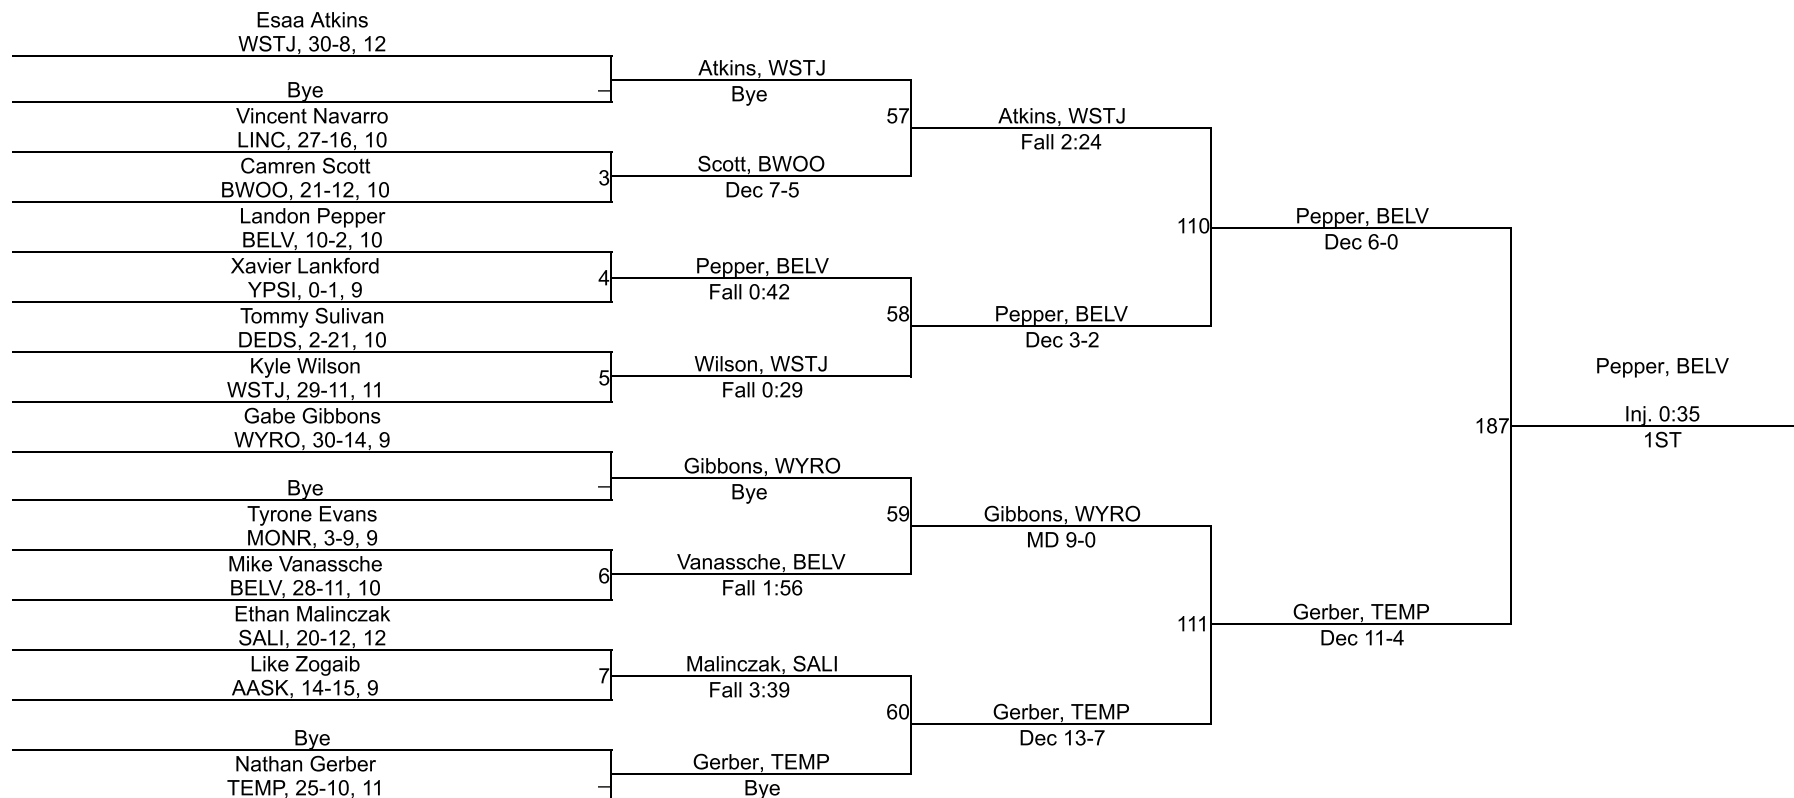 Esaa Atkins
WSTJ, 30-8, 12
Bye
Vincent Navarro
LINC, 27-16, 10
Camren Scott
BWOO, 21-12, 10
3
Landon Pepper
BELV, 10-2, 10
Xavier Lankford
YPSI, 0-1, 9
4
Tommy Sulivan
DEDS, 2-21, 10
Kyle Wilson
WSTJ, 29-11, 11
5
Gabe Gibbons
WYRO, 30-14, 9
Bye
Tyrone Evans
MONR, 3-9, 9
Mike Vanassche
BELV, 28-11, 10
6
Ethan Malinczak
SALI, 20-12, 12
Like Zogaib
AASK, 14-15, 9
7
Bye
Nathan Gerber
TEMP, 25-10, 11
Atkins, WSTJ
Bye
57
Scott, BWOO
Dec 7-5
Pepper, BELV
Fall 0:42
58
Wilson, WSTJ
Fall 0:29
Gibbons, WYRO
Bye
59
Vanassche, BELV
Fall 1:56
Malinczak, SALI
Fall 3:39
60
Gerber, TEMP
Bye
Atkins, WSTJ
Fall 2:24
110
Pepper, BELV
Dec 3-2
Gibbons, WYRO
MD 9-0
111
Gerber, TEMP
Dec 13-7
Pepper, BELV
Dec 6-0
187
Gerber, TEMP
Dec 11-4
Pepper, BELV
Inj. 0:35
1ST